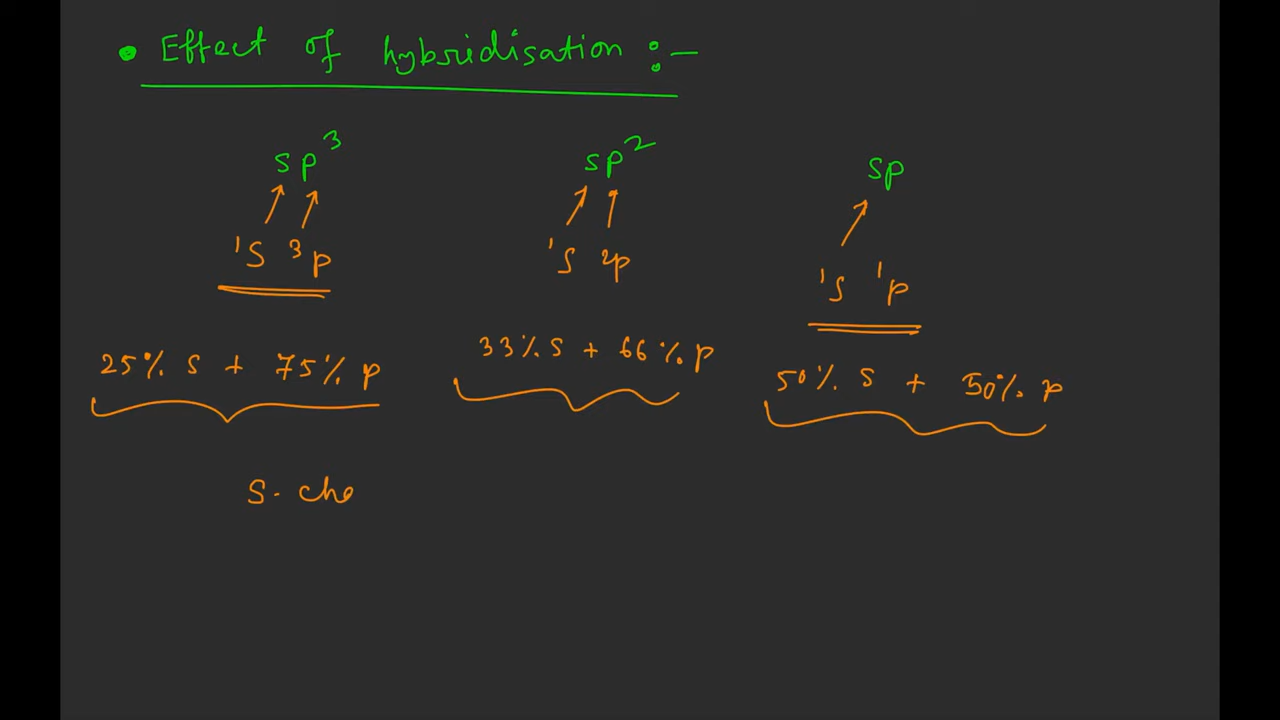 • Effect of hybridisation :-
sp³ sp² sp
¹S ³p ¹S ²p ¹S ¹p
25% s + 75% p 33% s + 66% p 50% s + 50% p
S. cha